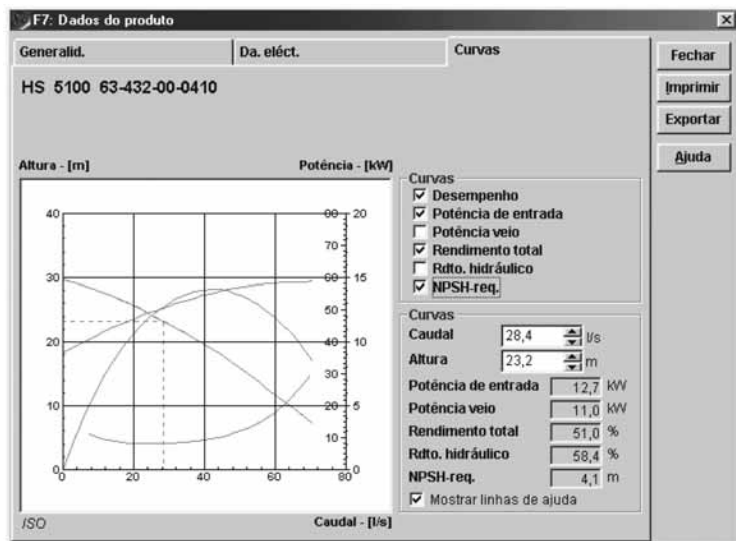 F7: Dados do produto
Generalid. Da. eléct. Curvas
Fechar
Imprimir
Exportar
Ajuda
HS 5100 63-432-00-0410
Altura - [m] Potência - [kW]
40 80 20
70
30 60 15
50
20 40 10
30
10 20 5
10
0 0 0
0 20 40 60 80
ISO Caudal - [l/s]
Curvas
Desempenho
Potência de entrada
Potência veio
Rendimento total
Rdto. hidráulico
NPSH-req.
Curvas
Caudal 28,4 l/s
Altura 23,2 m
Potência de entrada 12,7 kW
Potência veio 11,0 kW
Rendimento total 51,0 %
Rdto. hidráulico 58,4 %
NPSH-req. 4,1 m
Mostrar linhas de ajuda